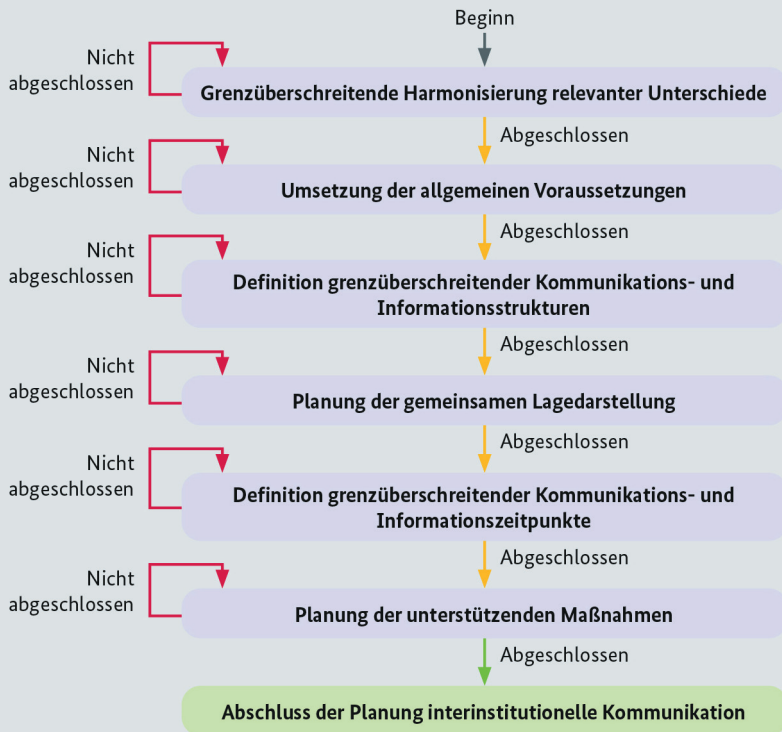 Beginn
Nicht
abgeschlossen
Grenzüberschreitende Harmonisierung relevanter Unterschiede
Abgeschlossen
Nicht
abgeschlossen
Umsetzung der allgemeinen Voraussetzungen
Abgeschlossen
Nicht
abgeschlossen
Definition grenzüberschreitender Kommunikations- und
Informationsstrukturen
Abgeschlossen
Nicht
abgeschlossen
Planung der gemeinsamen Lagedarstellung
Abgeschlossen
Nicht
abgeschlossen
Definition grenzüberschreitender Kommunikations- und
Informationszeitpunkte
Abgeschlossen
Nicht
abgeschlossen
Planung der unterstützenden Maßnahmen
Abgeschlossen
Abschluss der Planung interinstitutionelle Kommunikation